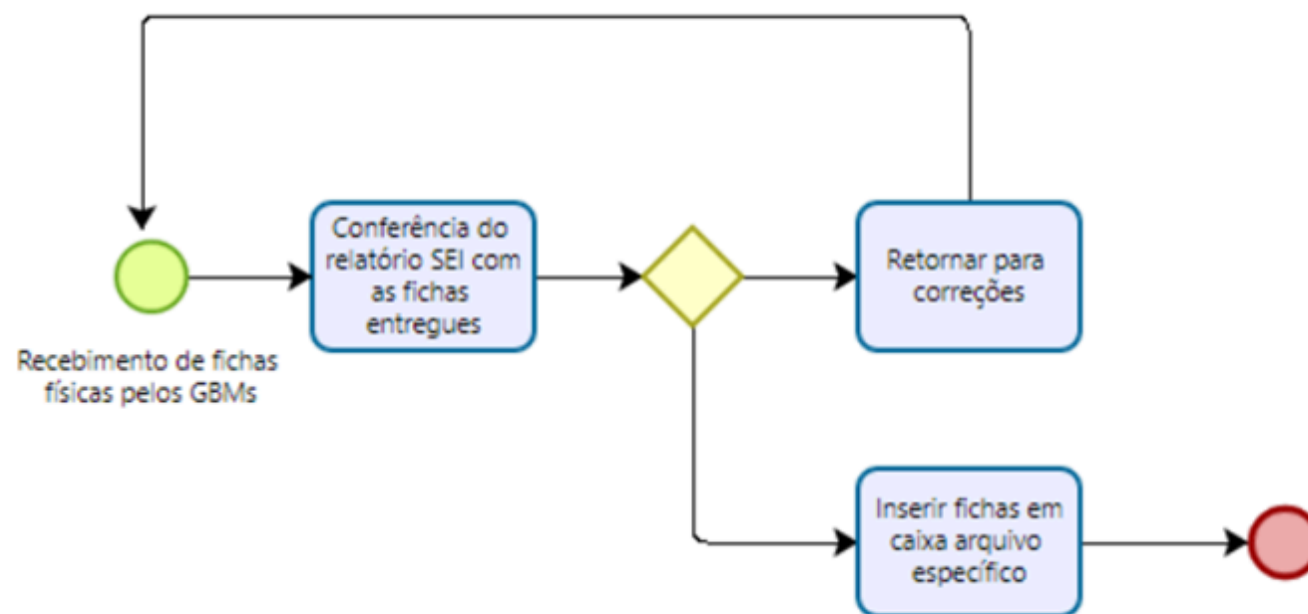 Recebimento de fichas
físicas pelos GBMs
Conferência do
relatório SEI com
as fichas
entregues
Retornar para
correções
Inserir fichas em
caixa arquivo
específico